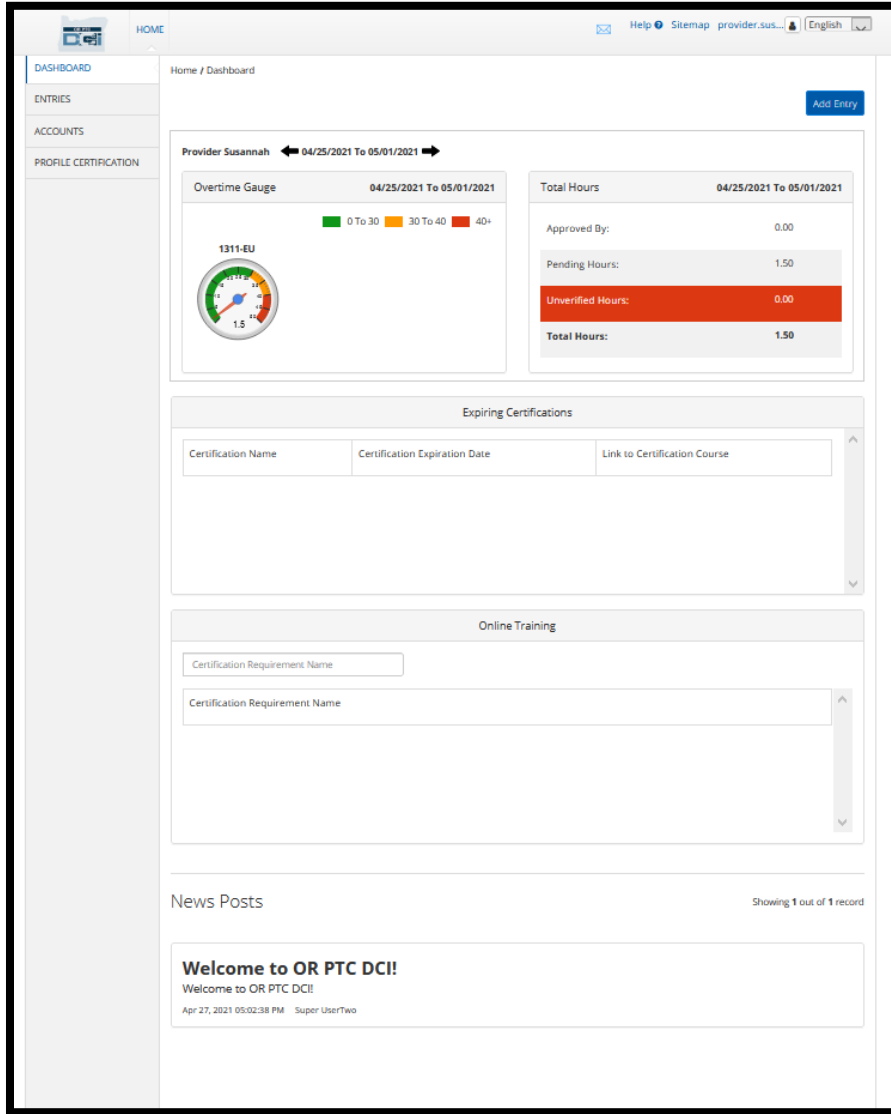 OR PTC
DCI
HOME
Help ? Sitemap provider.sus... English
DASHBOARD
ENTRIES
ACCOUNTS
PROFILE CERTIFICATION
Home / Dashboard
Add Entry
Provider Susannah 04/25/2021 To 05/01/2021
Overtime Gauge 04/25/2021 To 05/01/2021
0 To 30 30 To 40 40+
1311-EU
1.5
Total Hours 04/25/2021 To 05/01/2021
Approved By: 0.00
Pending Hours: 1.50
Unverified Hours: 0.00
Total Hours: 1.50
Expiring Certifications
Certification Name Certification Expiration Date Link to Certification Course
Online Training
Certification Requirement Name
Certification Requirement Name
News Posts Showing 1 out of 1 record
Welcome to OR PTC DCI!
Welcome to OR PTC DCI!
Apr 27, 2021 05:02:38 PM Super UserTwo